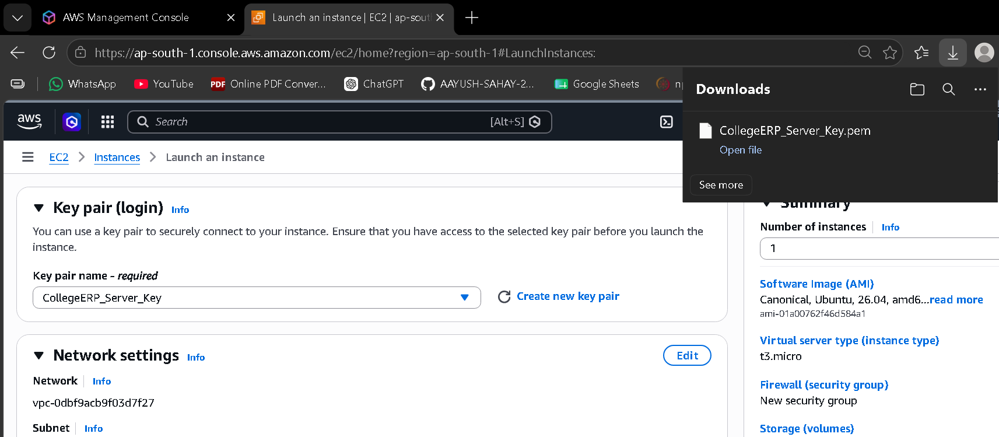 AWS Management Console
Launch an instance | EC2 | ap-sout
https://ap-south-1.console.aws.amazon.com/ec2/home?region=ap-south-1#LaunchInstances:
WhatsApp
YouTube
PDF
Online PDF Conver...
ChatGPT
AAYUSH-SAHAY-2...
Google Sheets
Downloads
CollegeERP_Server_Key.pem
Open file
See more
aws
Search
[Alt+S]
EC2
Instances
Launch an instance
Key pair (login) Info
You can use a key pair to securely connect to your instance. Ensure that you have access to the selected key pair before you launch the
instance.
Key pair name - required
CollegeERP_Server_Key
Create new key pair
Network settings Info
Edit
Network Info
vpc-0dbf9acb9f03d7f27
Subnet Info
Summary
Number of instances Info
1
Software Image (AMI)
Canonical, Ubuntu, 26.04, amd6...read more
ami-01a00762f46d584a1
Virtual server type (instance type)
t3.micro
Firewall (security group)
New security group
Storage (volumes)